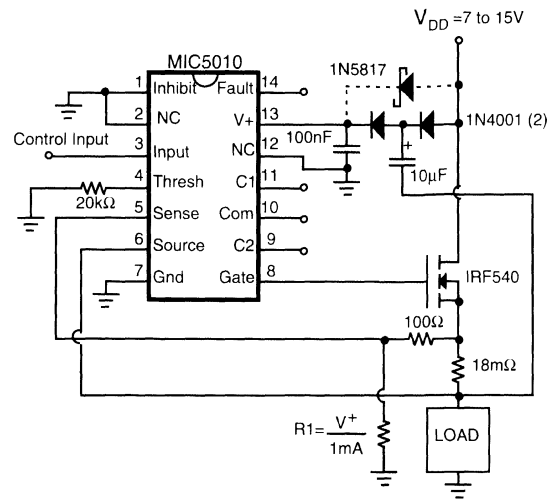 VDD =7 to 15V
MIC5010
1N5817
1 Inhibit Fault 14
2 NC V+ 13
100nF
1N4001 (2)
Control Input
3 Input NC 12
+
10µF
4 Thresh C1 11
20kΩ
5 Sense Com 10
6 Source C2 9
7 Gnd Gate 8
IRF540
100Ω
18mΩ
R1= V+
1mA
LOAD